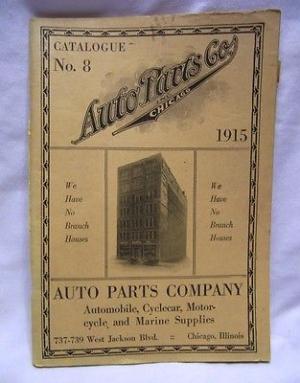 CATALOGUE
No. 8
Auto Parts Co.
CHICAGO
1915
We
Have
No
Branch
Houses
We
Have
No
Branch
Houses
AUTO PARTS COMPANY
Automobile, Cyclecar, Motor-
cycle and Marine Supplies
737-739 West Jackson Blvd. = Chicago, Illinois